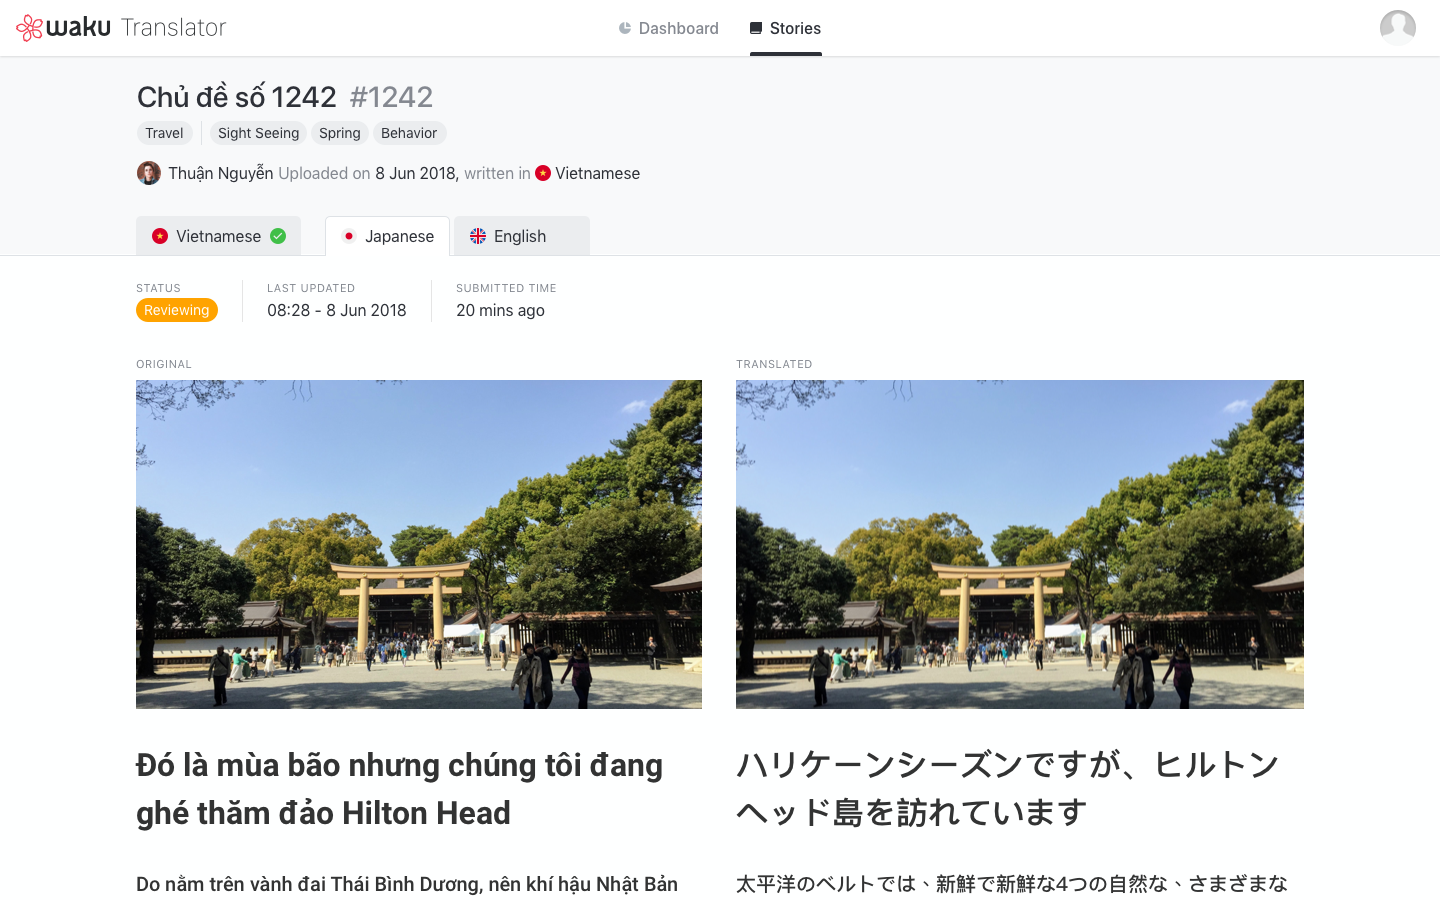 waku Translator
Dashboard
Stories
Chủ đề số 1242 #1242
Travel
Sight Seeing
Spring
Behavior
Thuận Nguyễn Uploaded on 8 Jun 2018, written in Vietnamese
Vietnamese
Japanese
English
STATUS
Reviewing
LAST UPDATED
08:28 - 8 Jun 2018
SUBMITTED TIME
20 mins ago
ORIGINAL
Đó là mùa bão nhưng chúng tôi đang
ghé thăm đảo Hilton Head
Do nằm trên vành đai Thái Bình Dương, nên khí hậu Nhật Bản
TRANSLATED
ハリケーンシーズンですが、ヒルトン
ヘッド島を訪れています
太平洋のベルトでは、新鮮で新鮮な4つの自然な、さまざまな